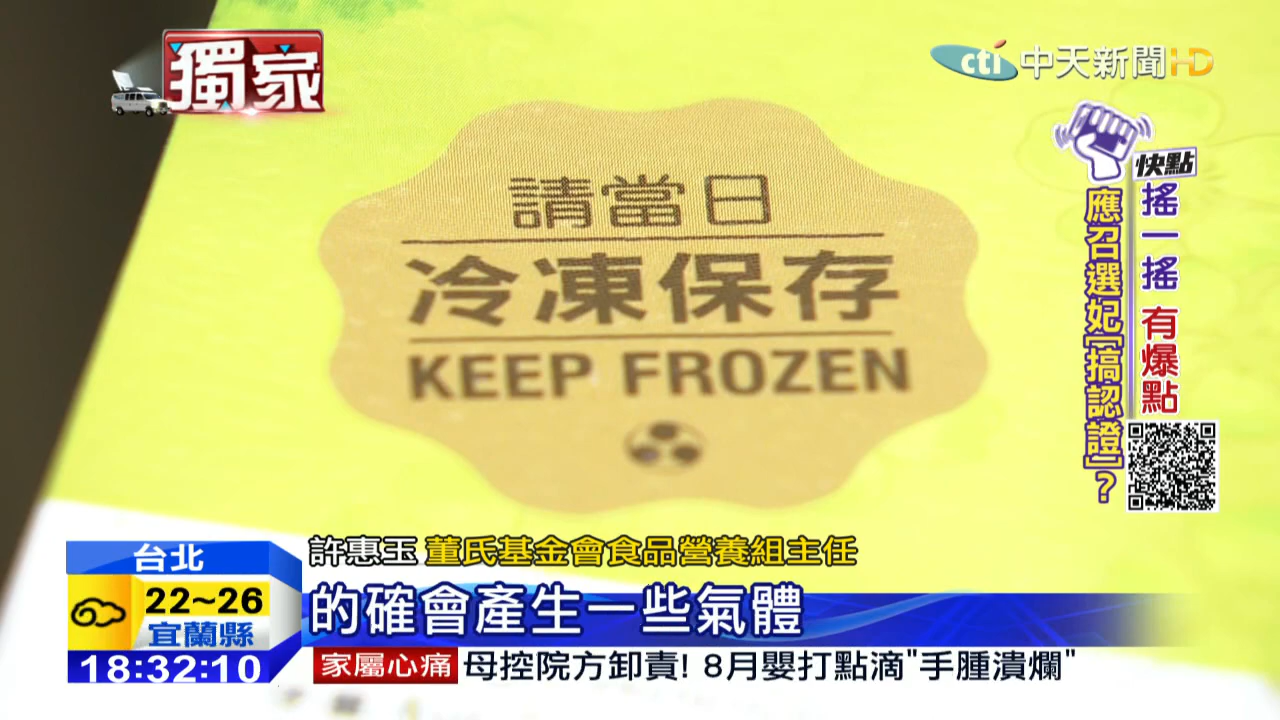 獨家
cti 中天新聞HD
請當日
冷凍保存
KEEP FROZEN
快點
搖一搖 有爆點
應召選妃「搞認證」?
許惠玉 董氏基金會食品營養組主任
台北
22~26
宜蘭縣
18:32:10
的確會產生一些氣體
家屬心痛 母控院方卸責! 8月嬰打點滴"手腫潰爛"